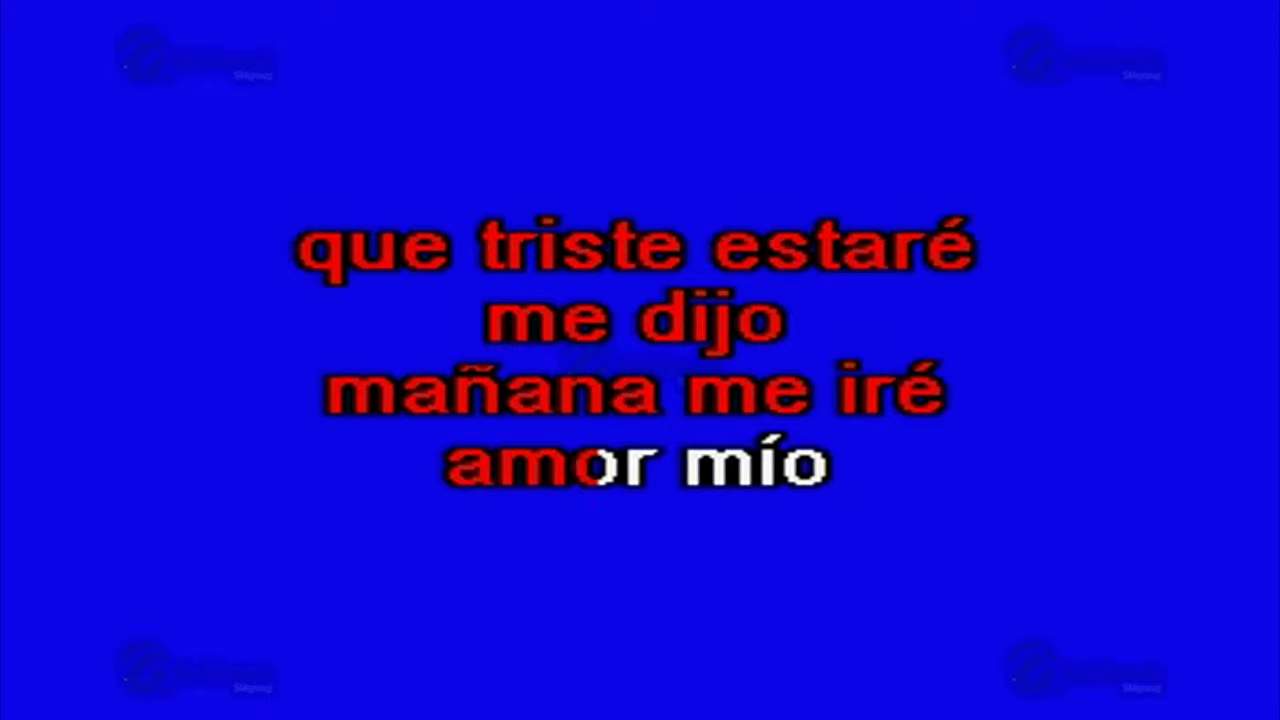 que triste estaré
me dijo
mañana me iré
amor mío